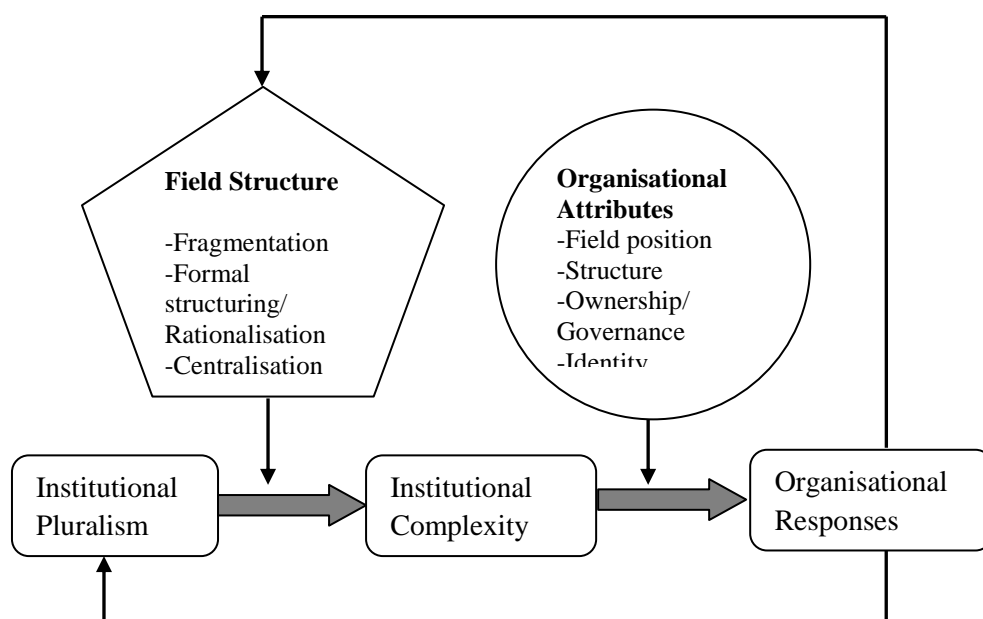 Field Structure
-Fragmentation
-Formal
structuring/
Rationalisation
-Centralisation
Organisational
Attributes
-Field position
-Structure
-Ownership/
Governance
-Identity
Institutional
Pluralism
Institutional
Complexity
Organisational
Responses